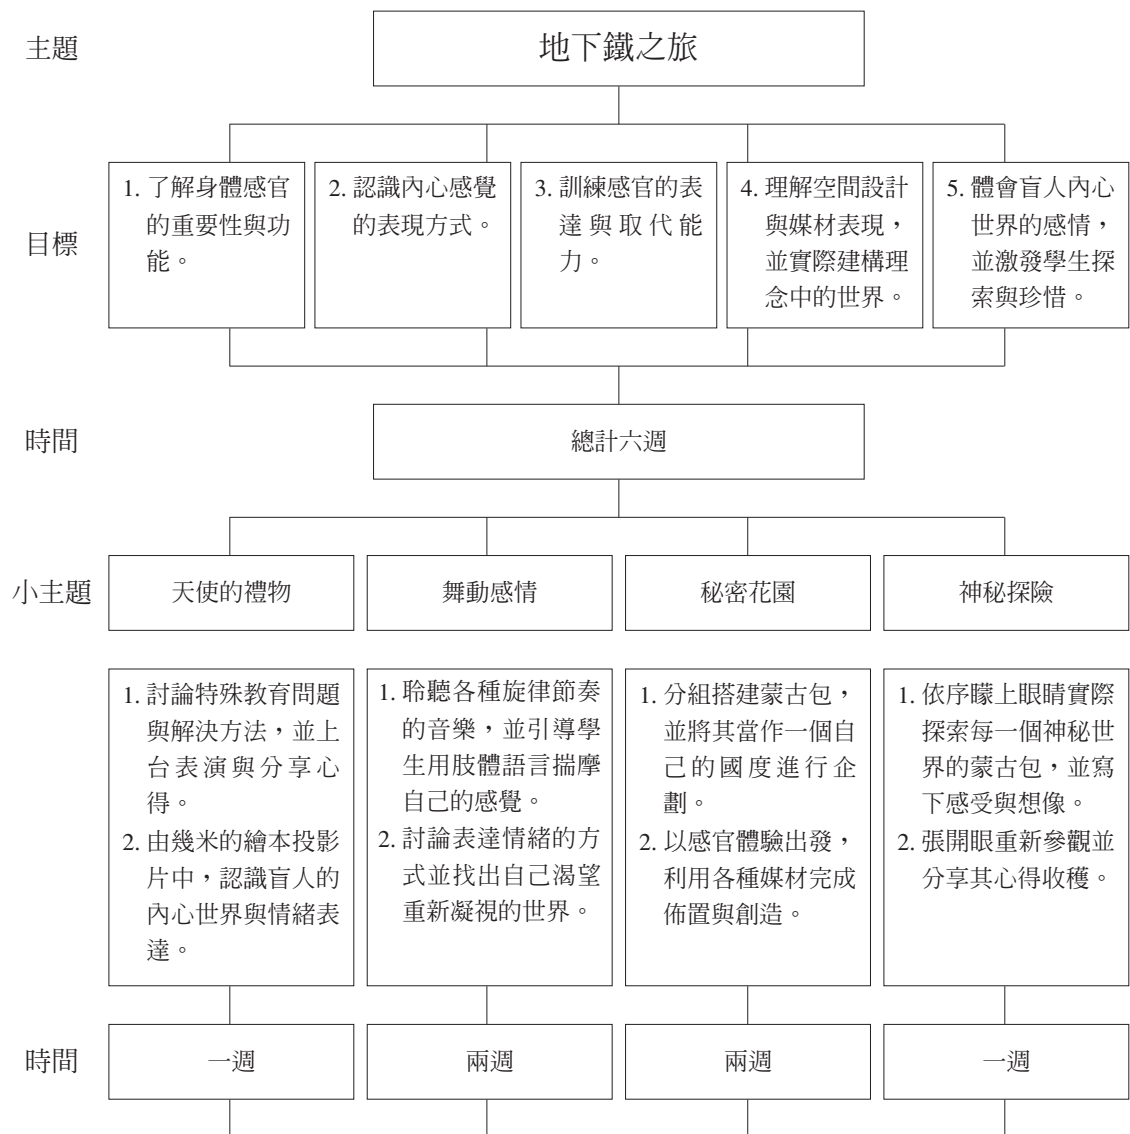 主題
地下鐵之旅
目標
1. 了解身體感官
的重要性與功
能。
2. 認識內心感覺
的表現方式。
3. 訓練感官的表
達與取代能
力。
4. 理解空間設計
與媒材表現，
並實際建構理
念中的世界。
5. 體會盲人內心
世界的感情，
並激發學生探
索與珍惜。
時間
總計六週
小主題
天使的禮物
舞動感情
秘密花園
神秘探險
1. 討論特殊教育問題
與解決方法，並上
台表演與分享心
得。
2. 由幾米的繪本投影
片中，認識盲人的
內心世界與情緒表
達。
1. 聆聽各種旋律節奏
的音樂，並引導學
生用肢體語言揣摩
自己的感覺。
2. 討論表達情緒的方
式並找出自己渴望
重新凝視的世界。
1. 分組搭建蒙古包，
並將其當作一個自
己的國度進行企
劃。
2. 以感官體驗出發，
利用各種媒材完成
佈置與創造。
1. 依序矇上眼睛實際
探索每一個神秘世
界的蒙古包，並寫
下感受與想像。
2. 張開眼重新參觀並
分享其心得收穫。
時間
一週
兩週
兩週
一週